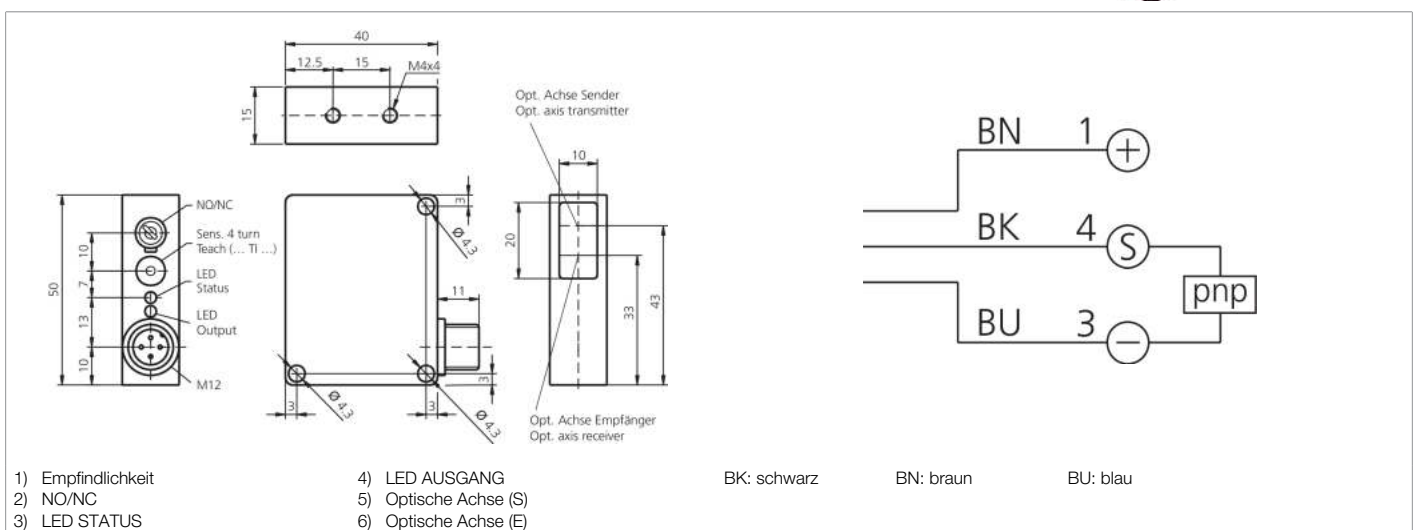 40
12.5
15
M4x4
15
Opt. Achse Sender
Opt. axis transmitter
10
20
33
43
Opt. Achse Empfänger
Opt. axis receiver
NO/NC
Sens. 4 turn
Teach (... TI ...)
LED
Status
LED
Output
M12
50
10
7
13
10
3
Ø 4.3
11
3
3
Ø 4.3
3
Ø 4.3
BN 1 +
BK 4 S
pnp
BU 3 −
1) Empfindlichkeit
2) NO/NC
3) LED STATUS
4) LED AUSGANG
5) Optische Achse (S)
6) Optische Achse (E)
BK: schwarz
BN: braun
BU: blau